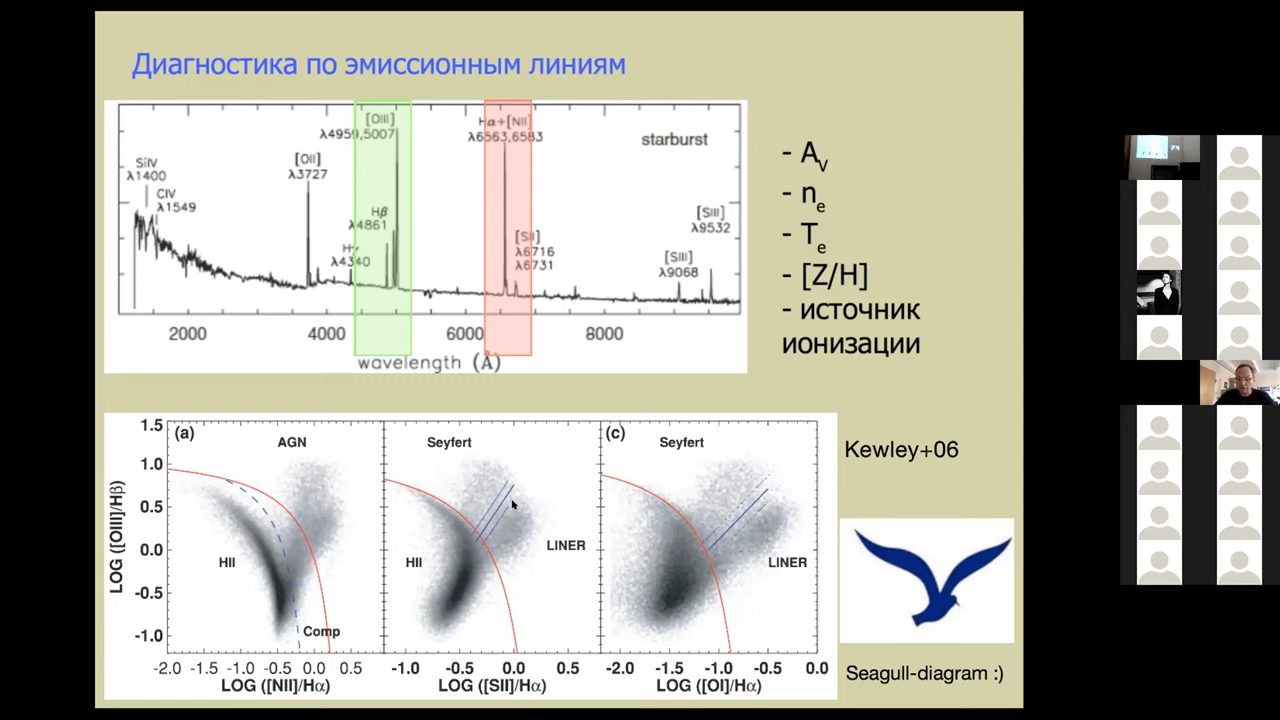 Диагностика по эмиссионным линиям
[OIII]
λ4959,5007
Hα+[NII]
λ6563,6583
starburst
SiIV
λ1400
CIV
λ1549
[OII]
λ3727
Hβ
λ4861
Hγ
λ4340
[SII]
λ6716
λ6731
[SIII]
λ9532
[SIII]
λ9068
2000 4000 6000 8000
wavelength (Å)
- Av
- ne
- Te
- [Z/H]
- источник
ионизации
LOG ([OIII]/Hβ)
1.5
1.0
0.5
0.0
-0.5
-1.0
(a)
AGN
HII
Comp
-2.0 -1.5 -1.0 -0.5 0.0 0.5
LOG ([NII]/Hα)
Seyfert
HII
LINER
-1.0 -0.5 0.0 0.5
LOG ([SII]/Hα)
(c)
Seyfert
LINER
-2.0 -1.5 -1.0 -0.5 0.0
LOG ([OI]/Hα)
Kewley+06
Seagull-diagram :)